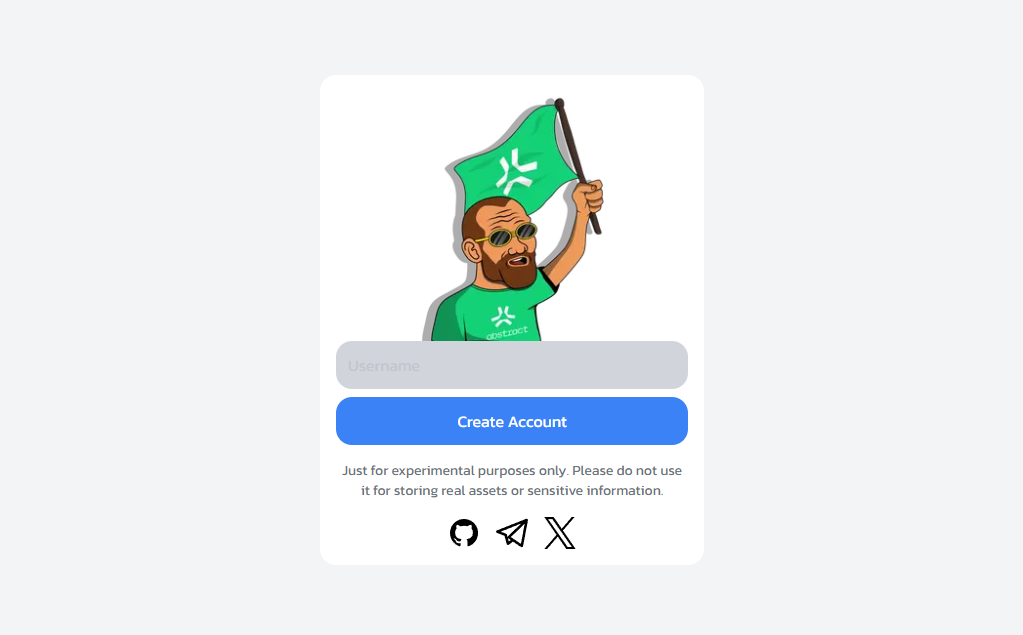 abstract
Username
Create Account
Just for experimental purposes only. Please do not use
it for storing real assets or sensitive information.